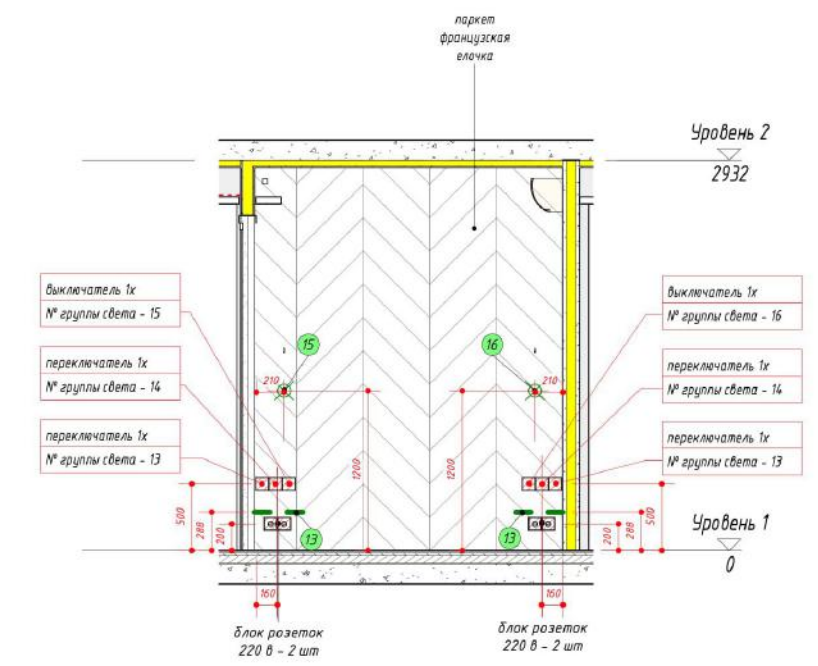 паркет
французская
елочка
Уровень 2
2932
выключатель 1х
№ группы света - 15
переключатель 1х
№ группы света - 14
переключатель 1х
№ группы света - 13
выключатель 1х
№ группы света - 16
переключатель 1х
№ группы света - 14
переключатель 1х
№ группы света - 13
15
16
210
210
1200
1200
500
288
200
13
13
200
288
500
Уровень 1
0
160
160
блок розеток
220 в - 2 шт
блок розеток
220 в - 2 шт